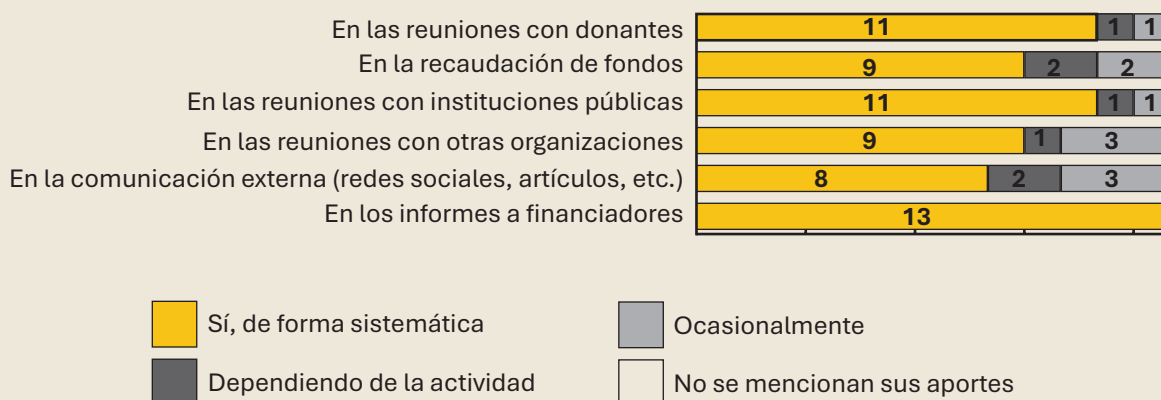 En las reuniones con donantes 11 1 1
En la recaudación de fondos 9 2 2
En las reuniones con instituciones públicas 11 1 1
En las reuniones con otras organizaciones 9 1 3
En la comunicación externa (redes sociales, artículos, etc.) 8 2 3
En los informes a financiadores 13
Sí, de forma sistemática Ocasionalmente
Dependiendo de la actividad No se mencionan sus aportes